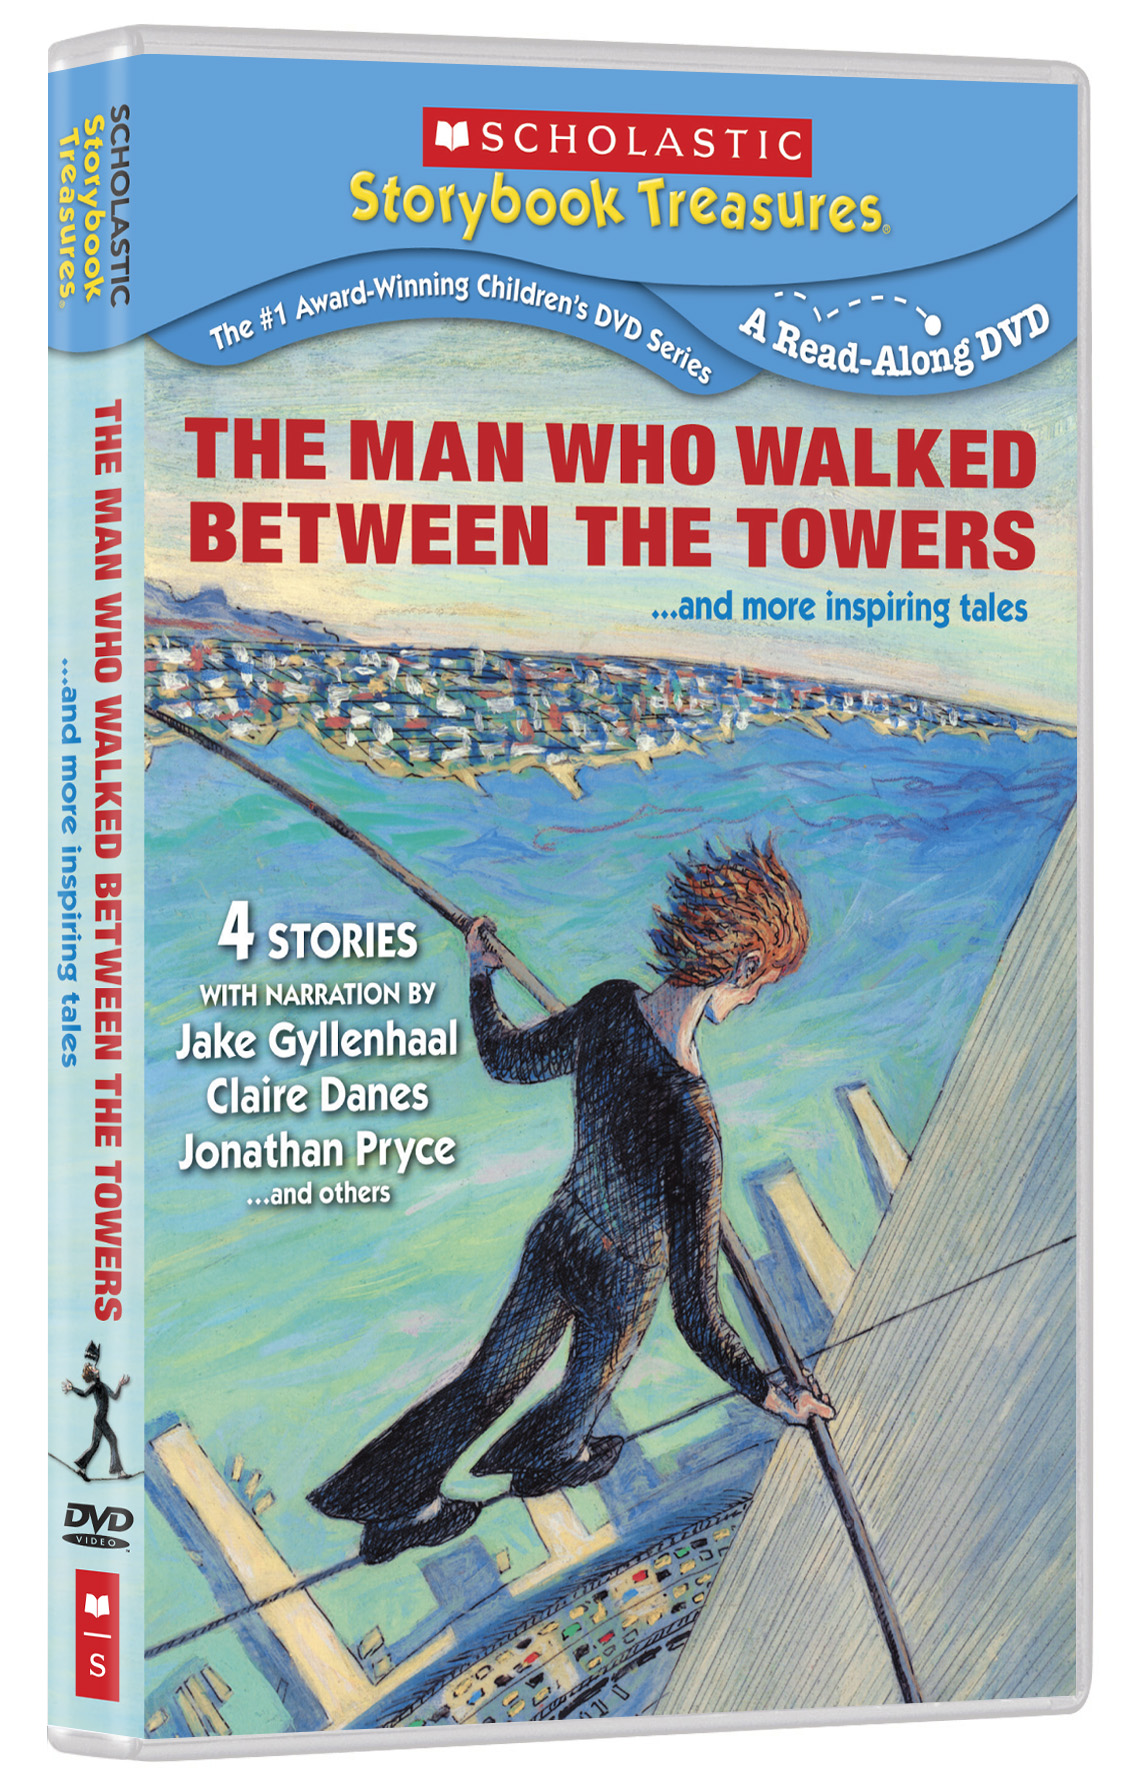 SCHOLASTIC
Storybook Treasures®
The #1 Award-Winning Children's DVD Series
A Read-Along DVD
THE MAN WHO WALKED
BETWEEN THE TOWERS
...and more inspiring tales
4 STORIES
WITH NARRATION BY
Jake Gyllenhaal
Claire Danes
Jonathan Pryce
...and others
SCHOLASTIC
Storybook
Treasures®
THE MAN WHO WALKED BETWEEN THE TOWERS
...and more inspiring tales
DVD
VIDEO™
S